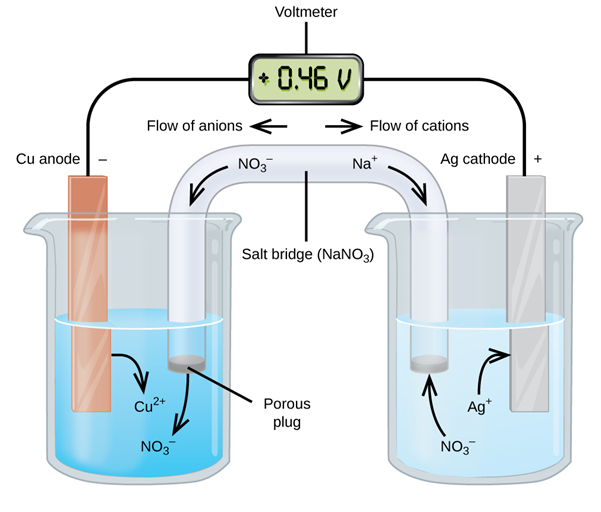 Voltmeter
+ 0.46 V
Flow of anions
Flow of cations
Cu anode
–
NO₃⁻
Na⁺
Ag cathode
+
Salt bridge (NaNO₃)
Cu²⁺
NO₃⁻
Porous
plug
Ag⁺
NO₃⁻